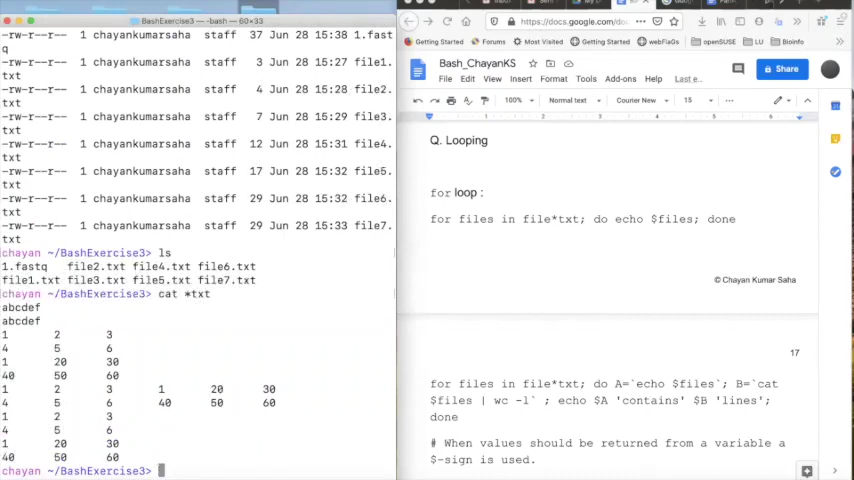 BashExercise3 — -bash — 60×33
-rw-r--r-- 1 chayankumarsaha staff 37 Jun 28 15:38 1.fast
q
-rw-r--r-- 1 chayankumarsaha staff 3 Jun 28 15:27 file1.
txt
-rw-r--r-- 1 chayankumarsaha staff 4 Jun 28 15:28 file2.
txt
-rw-r--r-- 1 chayankumarsaha staff 7 Jun 28 15:29 file3.
txt
-rw-r--r-- 1 chayankumarsaha staff 12 Jun 28 15:31 file4.
txt
-rw-r--r-- 1 chayankumarsaha staff 17 Jun 28 15:32 file5.
txt
-rw-r--r-- 1 chayankumarsaha staff 29 Jun 28 15:32 file6.
txt
-rw-r--r-- 1 chayankumarsaha staff 29 Jun 28 15:33 file7.
txt
chayan ~/BashExercise3> ls
1.fastq file2.txt file4.txt file6.txt
file1.txt file3.txt file5.txt file7.txt
chayan ~/BashExercise3> cat *txt
abcdef
abcdef
1 2 3
4 5 6
1 20 30
40 50 60
1 2 3 1 20 30
4 5 6 40 50 60
1 2 3
4 5 6
1 20 30
40 50 60
chayan ~/BashExercise3>
https://docs.google.com/do
Getting Started Forums Most Visited Getting Started webFlaGs openSUSE LU Bioinfo
Bash_ChayanKS
File Edit View Insert Format Tools Add-ons Help Last e...
Share
100% Normal text Courier New 15
1 2 3 4 5 6
Q. Looping
for loop :
for files in file*txt; do echo $files; done
© Chayan Kumar Saha
17
for files in file*txt; do A=`echo $files`; B=`cat
$files | wc -l` ; echo $A 'contains' $B 'lines';
done
# When values should be returned from a variable a
$-sign is used.